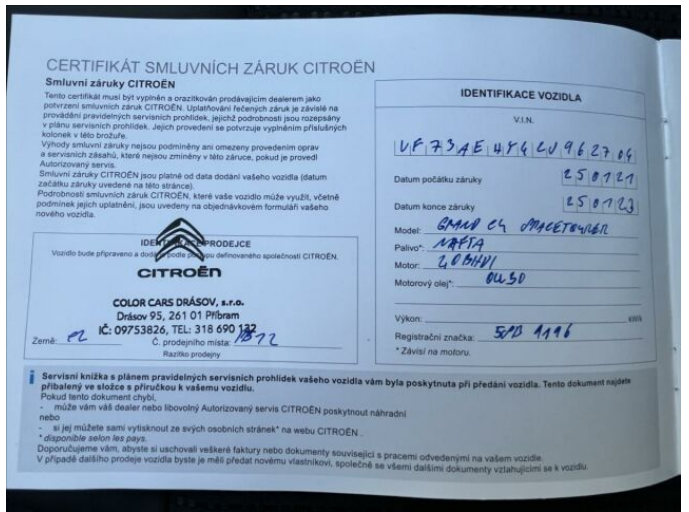 CERTIFIKÁT SMLUVNÍCH ZÁRUK CITROËN
Smluvní záruky CITROËN
Tento certifikát musí být vyplněn a orazítkován prodávajícím dealerem jako
potvrzení smluvních záruk CITROËN. Uplatňování řečených záruk je závislé na
provádění pravidelných servisních prohlídek, jejichž podrobnosti jsou rozepsány
v plánu servisních prohlídek. Jejich provedení se potvrzuje vyplněním příslušných
kolonek v této brožuře.
Výhody smluvní záruky nejsou podmíněny ani omezeny provedením oprav
a servisních zásahů, které nejsou zmíněny v této záruce, pokud je provedl
Autorizovaný servis.
Smluvní záruky CITROËN jsou platné od data dodání vašeho vozidla (datum
začátku záruky uvedené na této stránce).
Podrobnosti smluvních záruk CITROËN, které vaše vozidlo může využít, včetně
podmínek jejich uplatnění, jsou uvedeny na objednávkovém formuláři vašeho
nového vozidla.
PRODEJCE
Vozidlo bude připraveno a definovaného společností CITROËN.
CITROËN
COLOR CARS DRÁSOV, s.r.o.
Drásov 95, 261 01 Příbram
IČ: 09753826, TEL: 318 690 132
Země: CZ
Č. prodejního místa:
Razítko prodejny
IDENTIFIKACE VOZIDLA
V.I.N.
Datum počátku záruky 250121
Datum konce záruky 250123
Model: GRAND C4 SPACETOURER
Palivo*: NAFTA
Motor: 2.0 BHDI
Motorový olej*: 0W30
Výkon:
Registrační značka:
* Závisí na motoru.
i Servisní knížka s plánem pravidelných servisních prohlídek vašeho vozidla vám byla poskytnuta při předání vozidla. Tento dokument najdete
přibalený ve složce s příručkou k vašemu vozidlu.
Pokud tento dokument chybí,
- může vám váš dealer nebo libovolný Autorizovaný servis CITROËN poskytnout náhradní
nebo
- si jej můžete sami vytisknout ze svých osobních stránek* na webu CITROËN .
* disponible selon les pays.
Doporučujeme vám, abyste si uschovali veškeré faktury nebo dokumenty související s pracemi odvedenými na vašem vozidle.
V případě dalšího prodeje vozidla byste je měli předat novému vlastníkovi, společně se všemi dalšími dokumenty vztahujícími se k vozidlu.